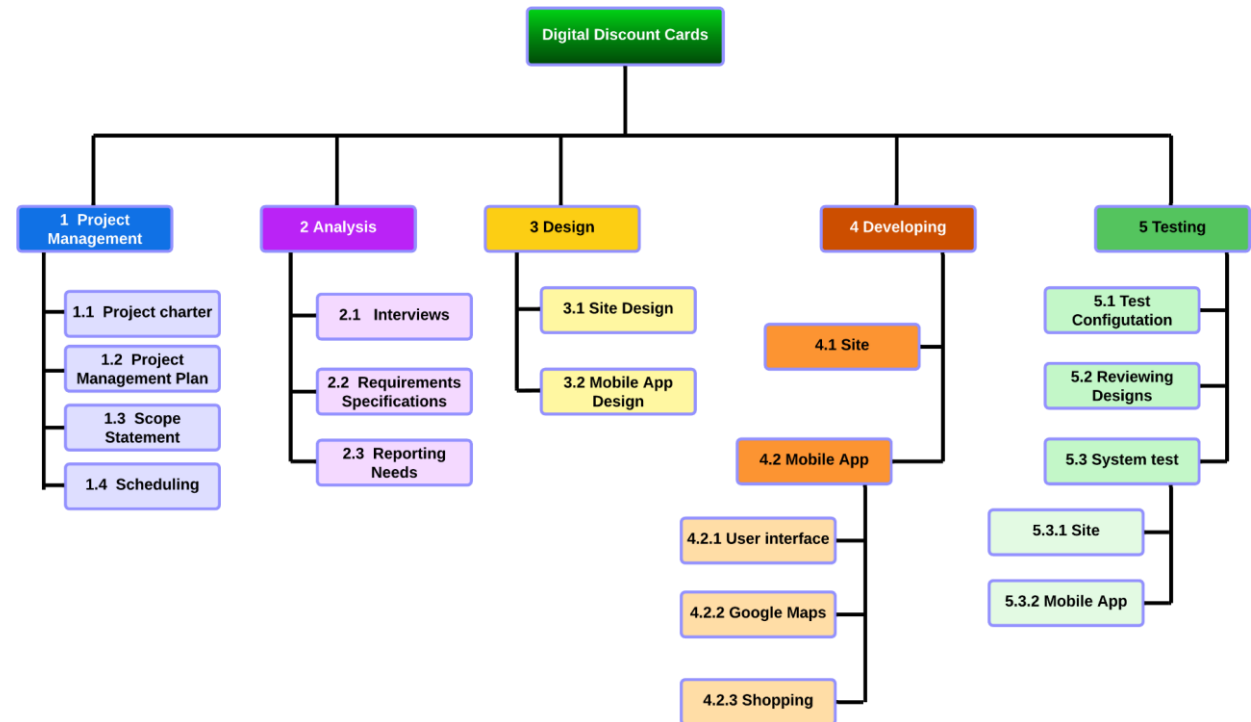 Digital Discount Cards
1 Project
Management
1.1 Project charter
1.2 Project
Management Plan
1.3 Scope
Statement
1.4 Scheduling
2 Analysis
2.1 Interviews
2.2 Requirements
Specifications
2.3 Reporting
Needs
3 Design
3.1 Site Design
3.2 Mobile App
Design
4 Developing
4.1 Site
4.2 Mobile App
4.2.1 User interface
4.2.2 Google Maps
4.2.3 Shopping
5 Testing
5.1 Test
Configutation
5.2 Reviewing
Designs
5.3 System test
5.3.1 Site
5.3.2 Mobile App